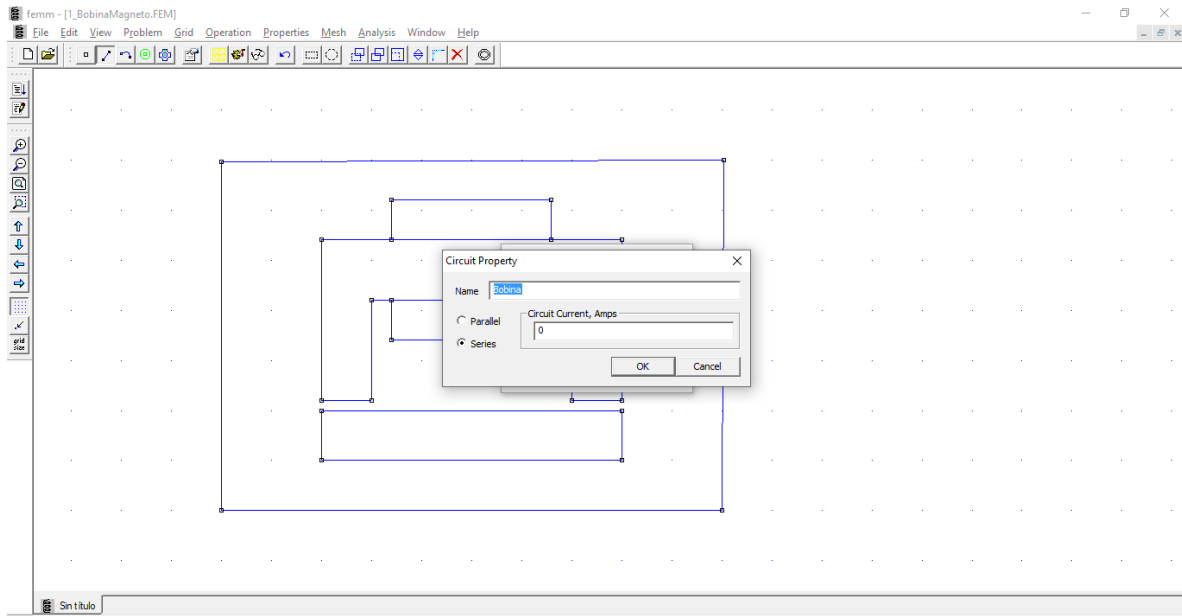 femm - [1_BobinaMagneto.FEM]
File Edit View Problem Grid Operation Properties Mesh Analysis Window Help
Circuit Property
Name Bobina
Parallel
Series
Circuit Current, Amps
0
OK Cancel
grid
size
Sin título